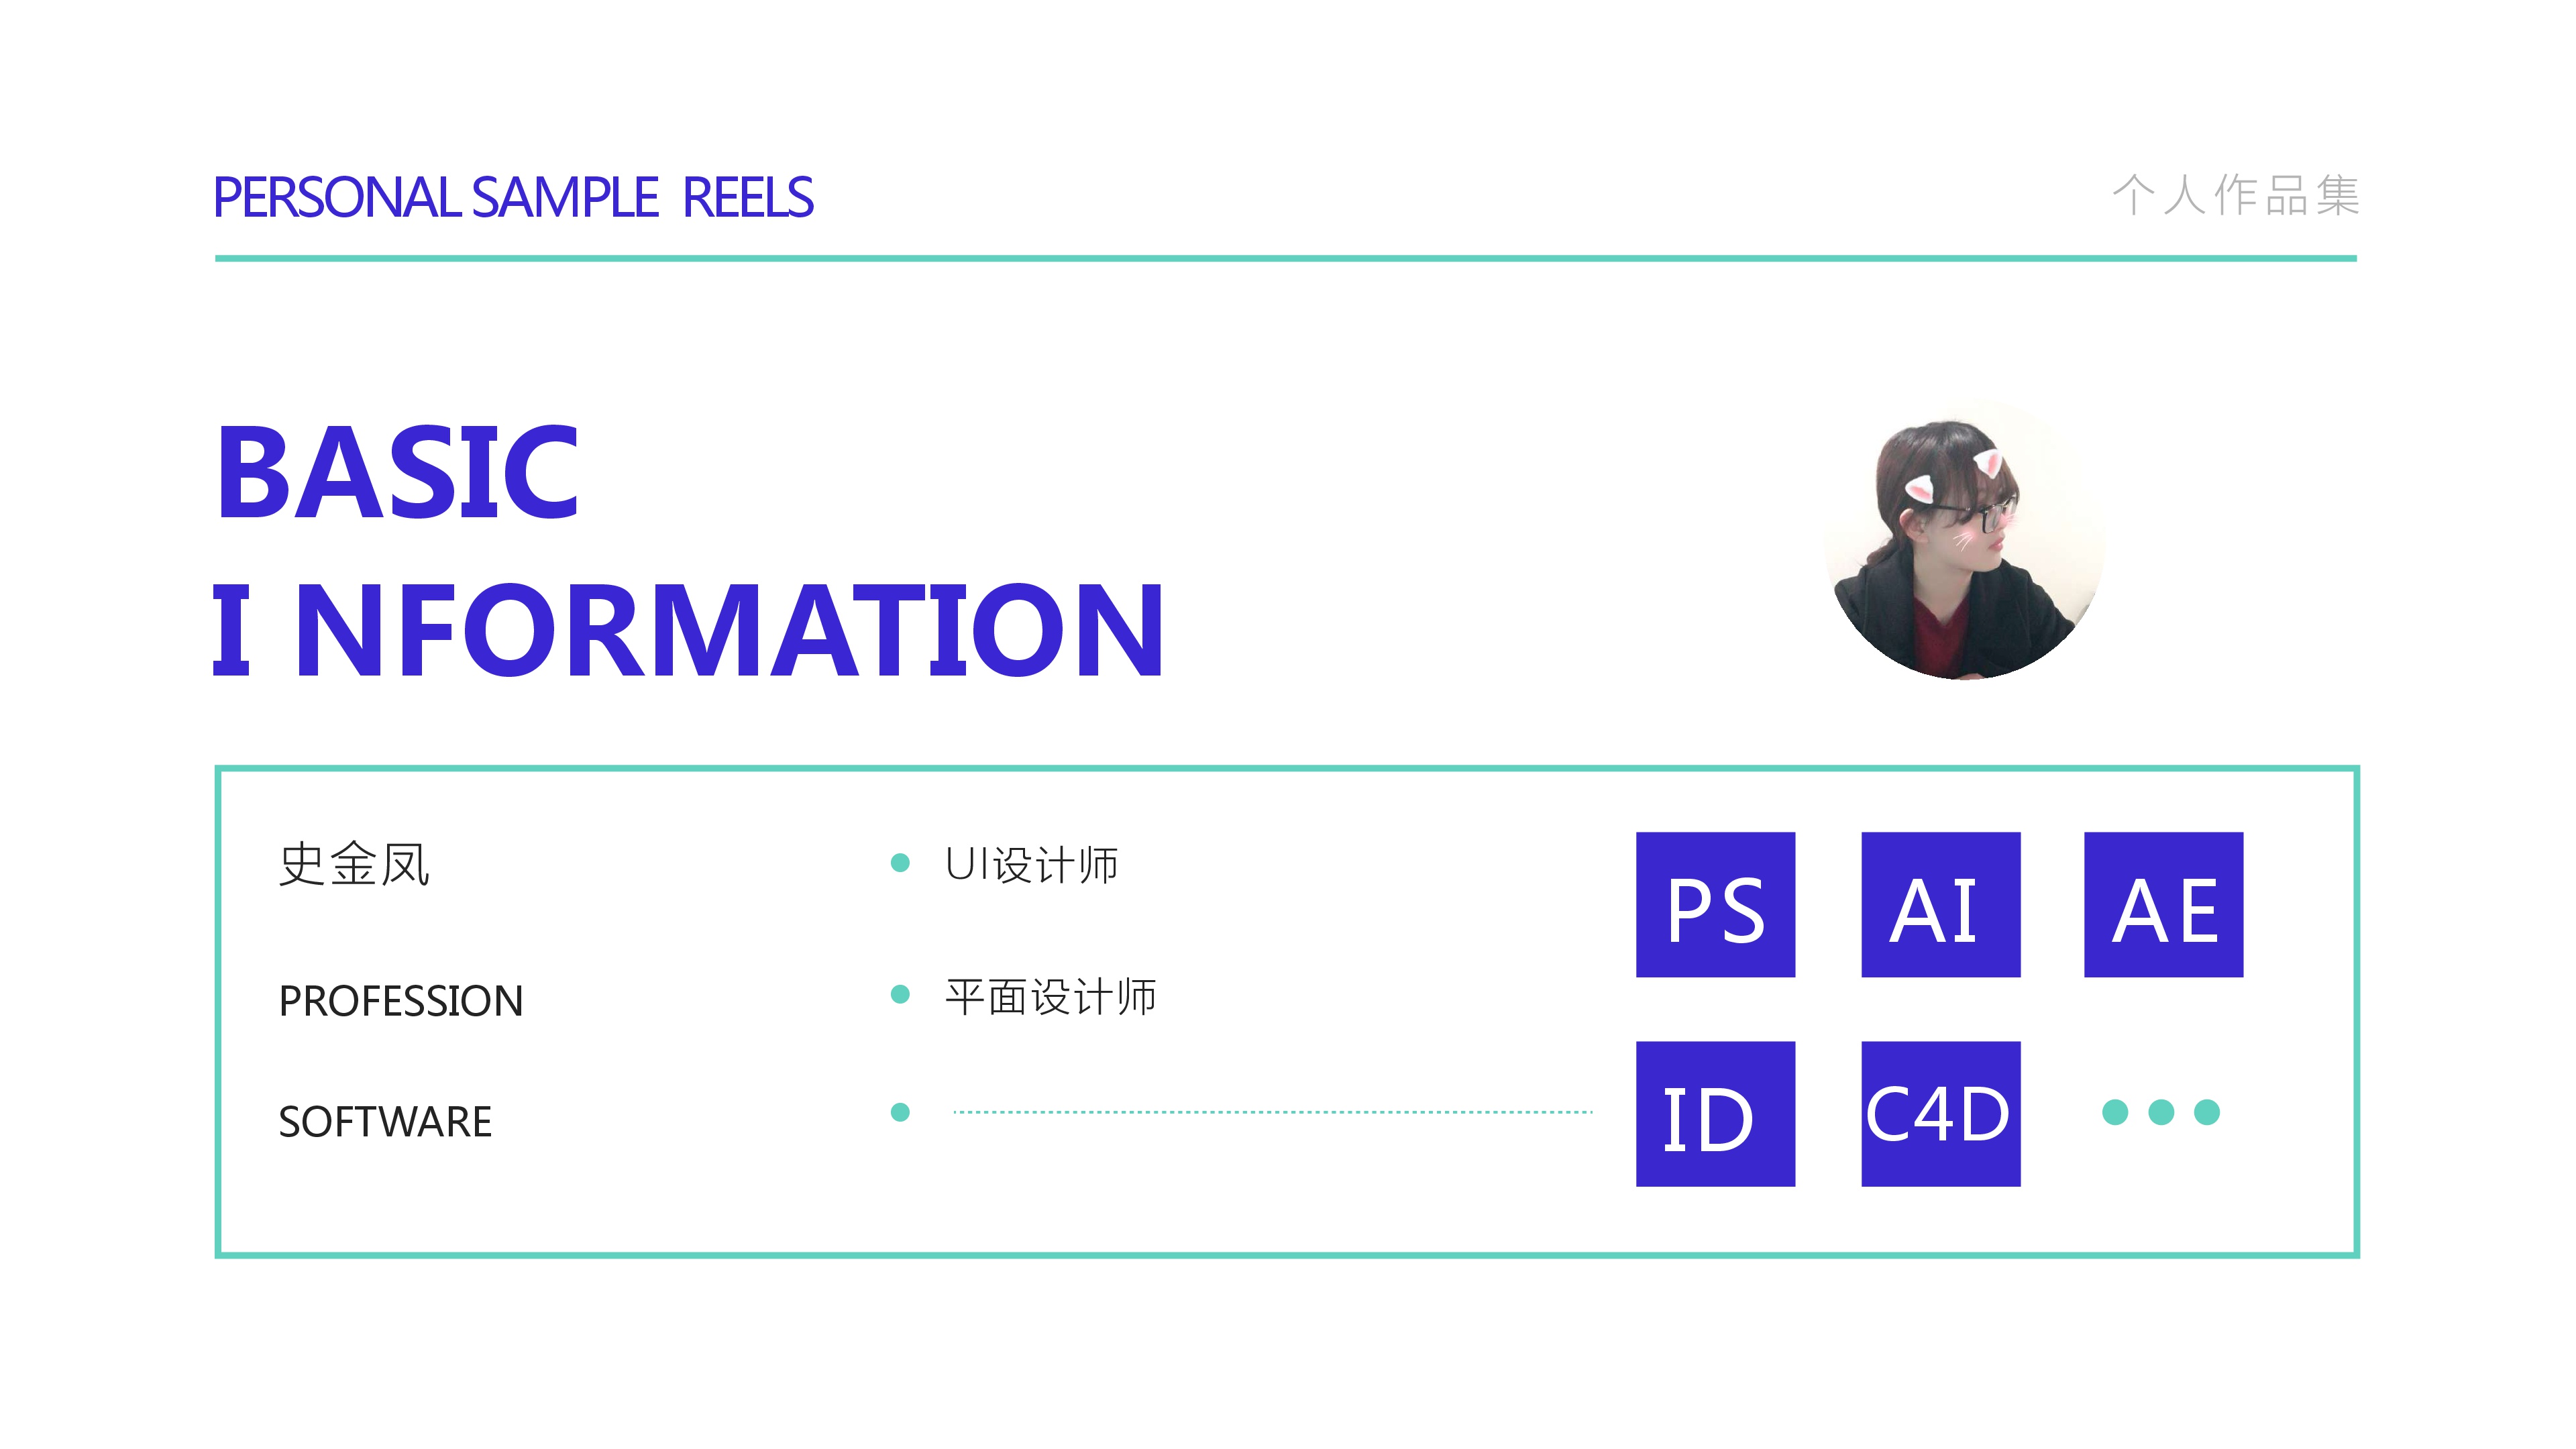 PERSONAL SAMPLE REELS
个人作品集
BASIC
I NFORMATION
史金凤
UI设计师
PROFESSION
平面设计师
SOFTWARE
PS AI AE
ID C4D